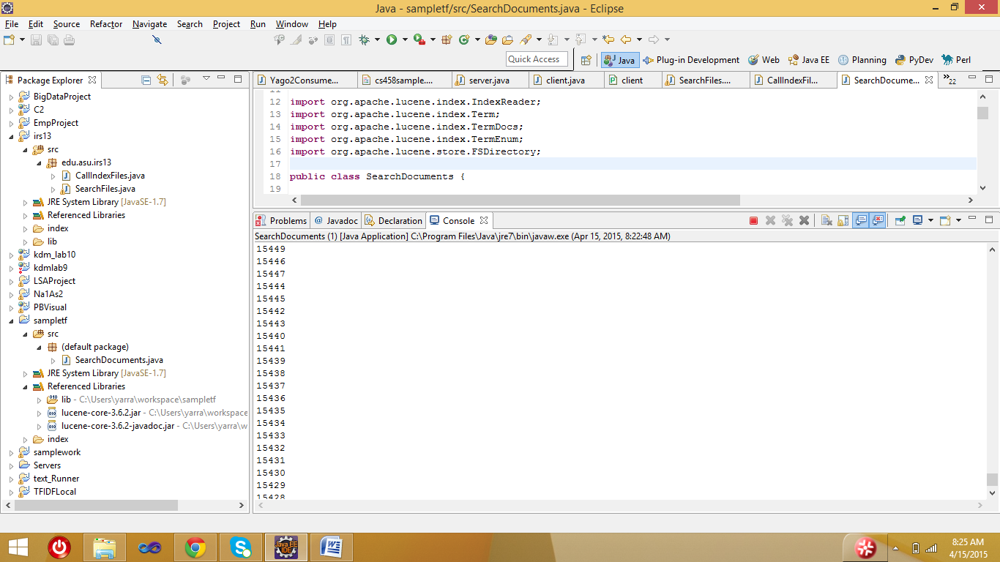 Java - sampletf/src/SearchDocuments.java - Eclipse
File Edit Source Refactor Navigate Search Project Run Window Help
Quick Access
Java Plug-in Development Web Java EE Planning PyDev Perl
Package Explorer
BigDataProject
C2
EmpProject
irs13
src
edu.asu.irs13
CallIndexFiles.java
SearchFiles.java
JRE System Library [JavaSE-1.7]
Referenced Libraries
index
lib
kdm_lab10
kdmlab9
LSAProject
Na1As2
PBVisual
sampletf
src
(default package)
SearchDocuments.java
JRE System Library [JavaSE-1.7]
Referenced Libraries
lib - C:\Users\yarra\workspace\sampletf
lucene-core-3.6.2.jar - C:\Users\yarra\workspace
lucene-core-3.6.2-javadoc.jar - C:\Users\yarra\w
index
samplework
Servers
text_Runner
TFIDFLocal
Yago2Consume... cs458sample.... server.java client.java client SearchFiles.... CallIndexFil... SearchDocume... »22
11
12 import org.apache.lucene.index.IndexReader;
13 import org.apache.lucene.index.Term;
14 import org.apache.lucene.index.TermDocs;
15 import org.apache.lucene.index.TermEnum;
16 import org.apache.lucene.store.FSDirectory;
17
18 public class SearchDocuments {
19
Problems @ Javadoc Declaration Console
SearchDocuments (1) [Java Application] C:\Program Files\Java\jre7\bin\javaw.exe (Apr 15, 2015, 8:22:48 AM)
15449
15446
15447
15444
15445
15442
15443
15440
15441
15439
15438
15437
15436
15435
15434
15433
15432
15431
15430
15429
15428
Java EE
IDE
8:25 AM
4/15/2015